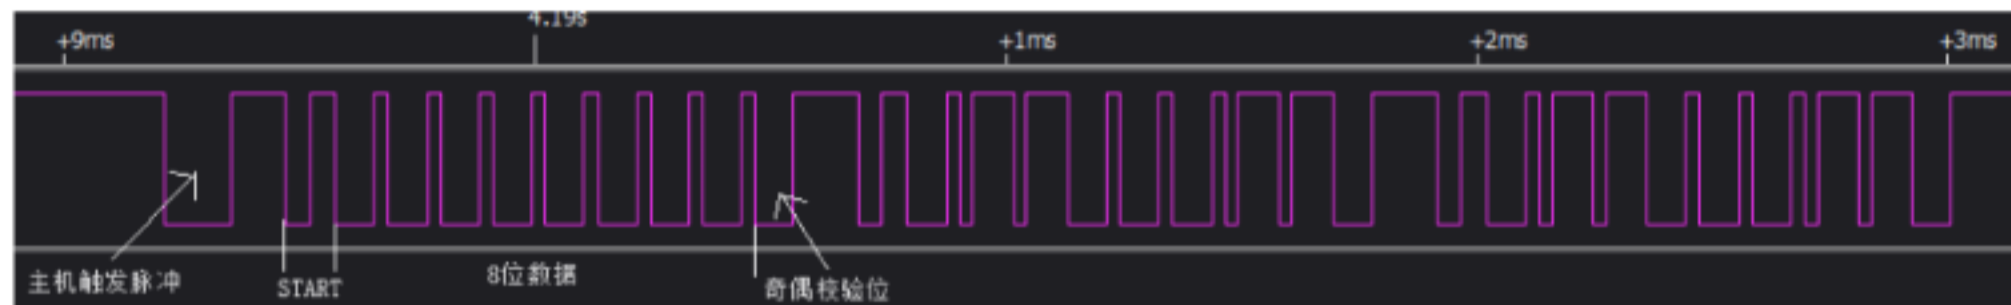 4.19s
+9ms
+1ms
+2ms
+3ms
主机触发脉冲
START
8位数据
奇偶校验位